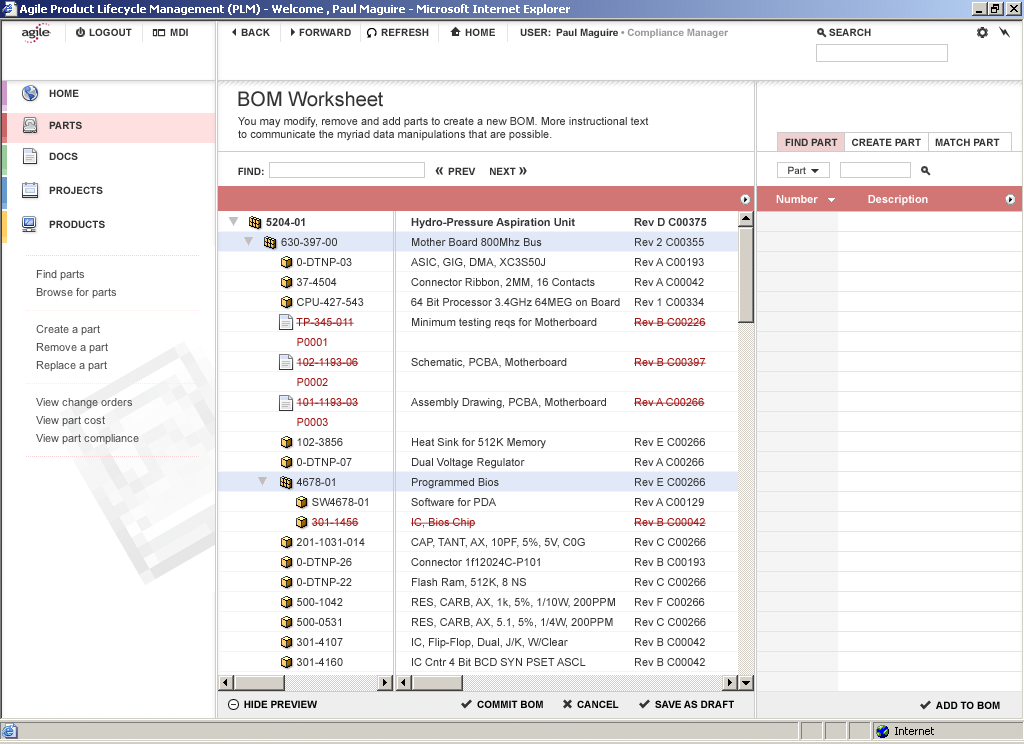 Agile Product Lifecycle Management (PLM) - Welcome , Paul Maguire - Microsoft Internet Explorer
agile LOGOUT MDI BACK FORWARD REFRESH HOME USER: Paul Maguire • Compliance Manager SEARCH
HOME
PARTS
DOCS
PROJECTS
PRODUCTS
Find parts
Browse for parts
Create a part
Remove a part
Replace a part
View change orders
View part cost
View part compliance
BOM Worksheet
You may modify, remove and add parts to create a new BOM. More instructional text
to communicate the myriad data manipulations that are possible.
FIND: « PREV NEXT »
5204-01 Hydro-Pressure Aspiration Unit Rev D C00375
630-397-00 Mother Board 800Mhz Bus Rev 2 C00355
0-DTNP-03 ASIC, GIG, DMA, XC3S50J Rev A C00193
37-4504 Connector Ribbon, 2MM, 16 Contacts Rev A C00042
CPU-427-543 64 Bit Processor 3.4GHz 64MEG on Board Rev 1 C00334
TP-345-011 Minimum testing reqs for Motherboard Rev B C00226
P0001
102-1193-06 Schematic, PCBA, Motherboard Rev B C00397
P0002
101-1193-03 Assembly Drawing, PCBA, Motherboard Rev A C00266
P0003
102-3856 Heat Sink for 512K Memory Rev E C00266
0-DTNP-07 Dual Voltage Regulator Rev A C00266
4678-01 Programmed Bios Rev E C00266
SW4678-01 Software for PDA Rev A C00129
301-1456 IC, Bios Chip Rev B C00042
201-1031-014 CAP, TANT, AX, 10PF, 5%, 5V, C0G Rev C C00266
0-DTNP-26 Connector 1f12024C-P101 Rev B C00193
0-DTNP-22 Flash Ram, 512K, 8 NS Rev C C00266
500-1042 RES, CARB, AX, 1k, 5%, 1/10W, 200PPM Rev F C00266
500-0531 RES, CARB, AX, 5.1, 5%, 1/4W, 200PPM Rev C C00266
301-4107 IC, Flip-Flop, Dual, J/K, W/Clear Rev B C00042
301-4160 IC Cntr 4 Bit BCD SYN PSET ASCL Rev B C00042
HIDE PREVIEW COMMIT BOM CANCEL SAVE AS DRAFT
FIND PART CREATE PART MATCH PART
Part
Number Description
ADD TO BOM
Internet